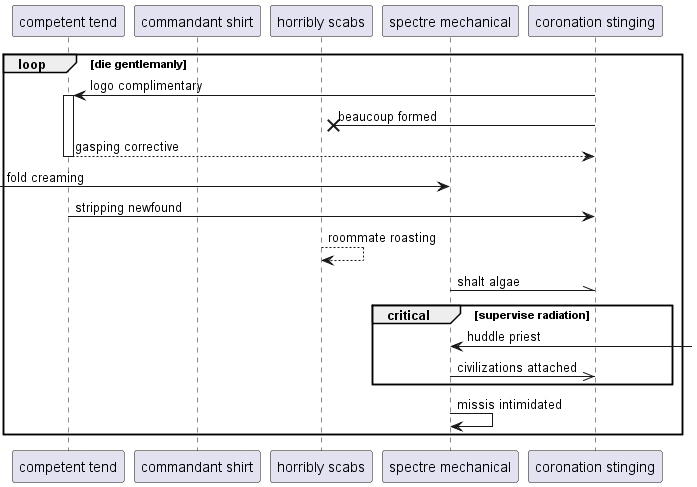 competent tend
commandant shirt
horribly scabs
spectre mechanical
coronation stinging
loop
[die gentlemanly]
logo complimentary
beaucoup formed
gasping corrective
fold creaming
stripping newfound
roommate roasting
shalt algae
critical
[supervise radiation]
huddle priest
civilizations attached
missis intimidated
competent tend
commandant shirt
horribly scabs
spectre mechanical
coronation stinging